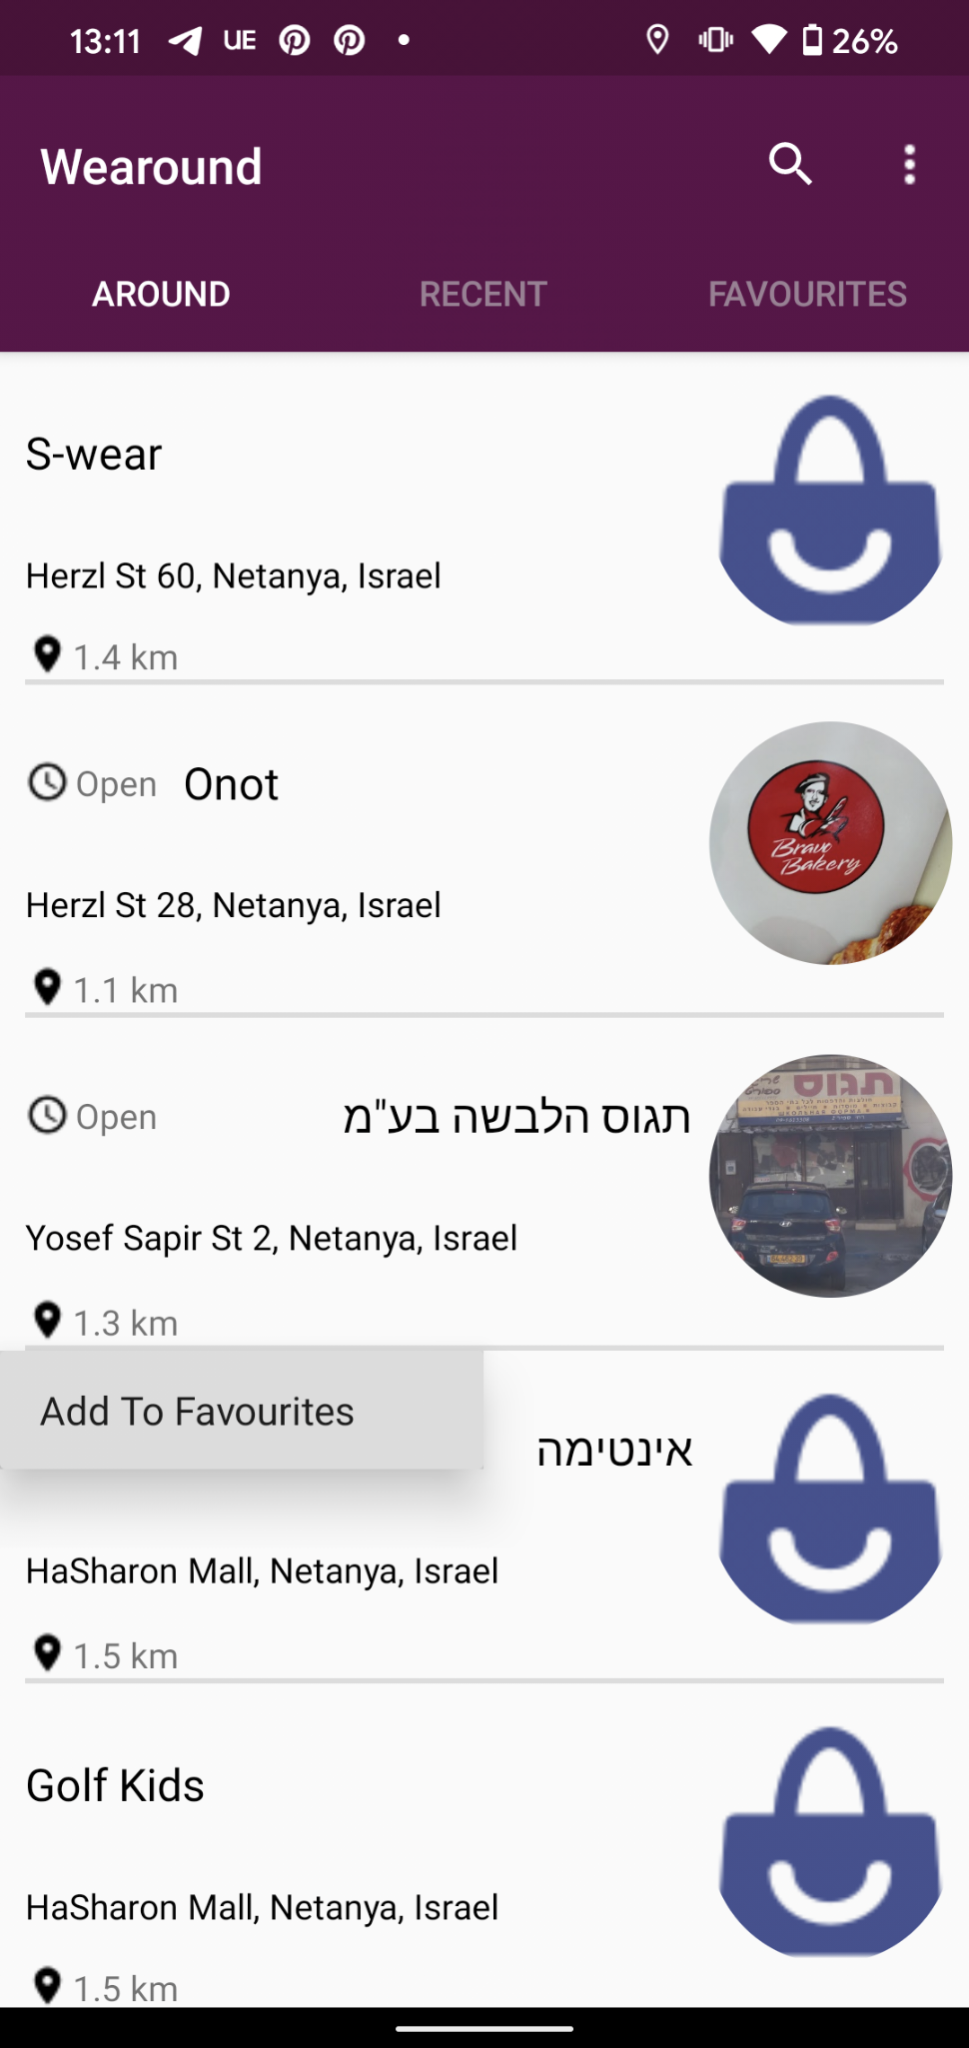 13:11 UE 26%
Wearound
AROUND RECENT FAVOURITES
S-wear
Herzl St 60, Netanya, Israel
1.4 km
Open Onot
Bravo
Bakery
Herzl St 28, Netanya, Israel
1.1 km
Open תגוס הלבשה בע"מ
תגוס
Yosef Sapir St 2, Netanya, Israel
1.3 km
Add To Favourites
אינטימה
HaSharon Mall, Netanya, Israel
1.5 km
Golf Kids
HaSharon Mall, Netanya, Israel
1.5 km